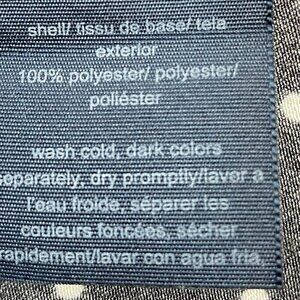 shell/ tissu de base/ tela
exterior
100% polyester/ polyester/
poliéster
wash cold, dark colors
separately, dry promptly/laver a
l'eau froide, séparer les
couleurs foncées, sécher
rapidement/lavar con agua fria,